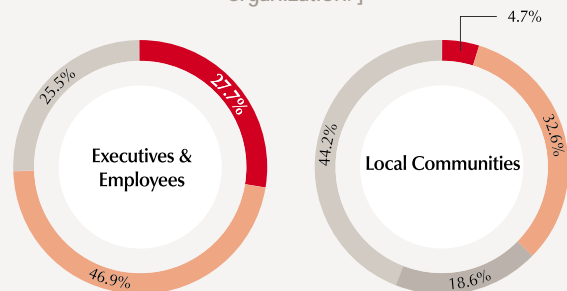 organization. ]
4.7%
25.5%
27.7%
44.2%
32.6%
Executives &
Employees
Local Communities
46.9%
18.6%